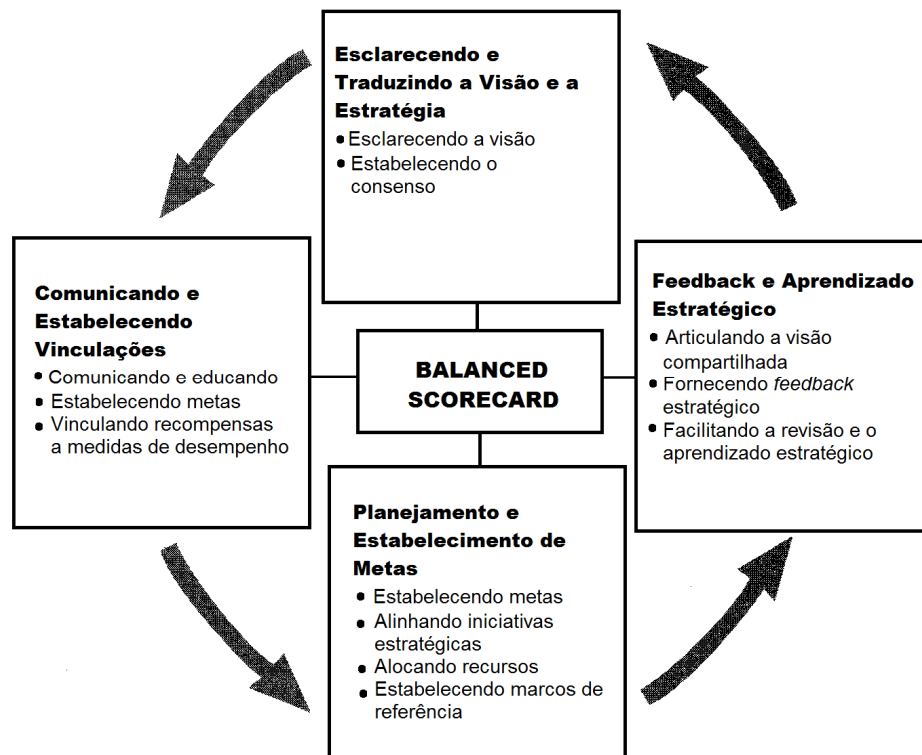 Esclarecendo e
Traduzindo a Visão e a
Estratégia
• Esclarecendo a visão
• Estabelecendo o
consenso
Comunicando e
Estabelecendo
Vinculações
• Comunicando e educando
• Estabelecendo metas
• Vinculando recompensas
a medidas de desempenho
BALANCED
SCORECARD
Feedback e Aprendizado
Estratégico
• Articulando a visão
compartilhada
• Fornecendo feedback
estratégico
• Facilitando a revisão e o
aprendizado estratégico
Planejamento e
Estabelecimento de
Metas
• Estabelecendo metas
• Alinhando iniciativas
estratégicas
• Alocando recursos
• Estabelecendo marcos de
referência